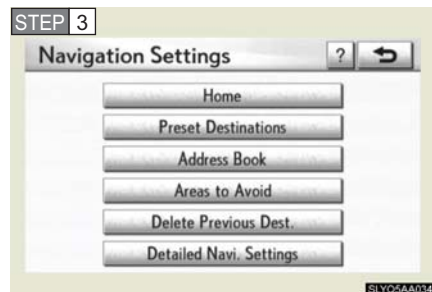 STEP 3
Navigation Settings ?
Home
Preset Destinations
Address Book
Areas to Avoid
Delete Previous Dest.
Detailed Navi. Settings
SLYO5AA034